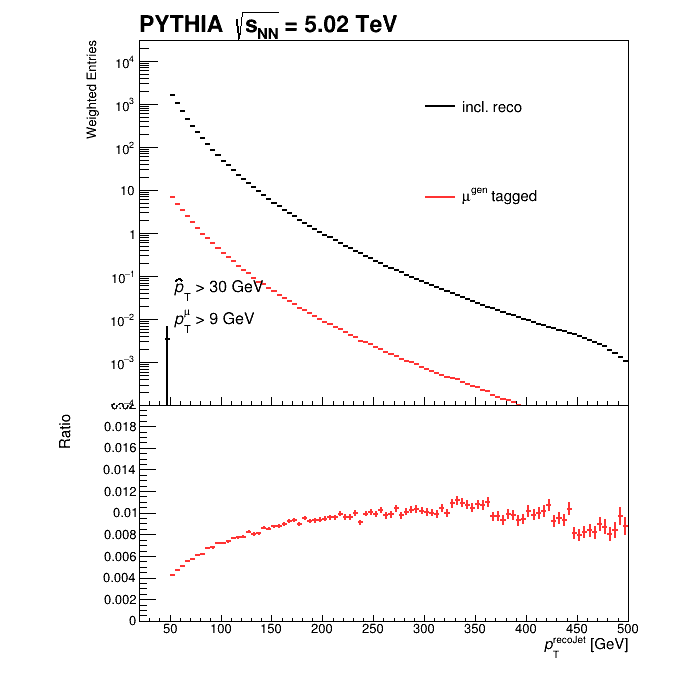 PYTHIA √sNN = 5.02 TeV
Weighted Entries
10⁴
10³
10²
10
1
10⁻¹
10⁻²
10⁻³
incl. reco
μgen tagged
p̂T > 30 GeV
pTμ > 9 GeV
Ratio
0.018
0.016
0.014
0.012
0.01
0.008
0.006
0.004
0.002
0
50 100 150 200 250 300 350 400 450 500
pTrecoJet [GeV]